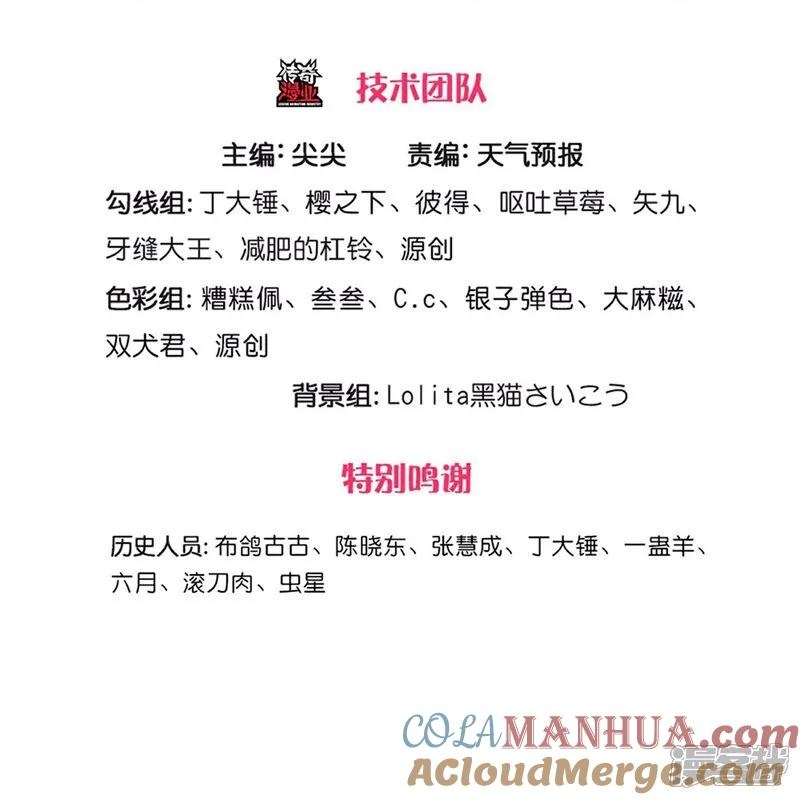 传奇漫业 技术团队
主编: 尖尖 责编: 天气预报
勾线组: 丁大锤、樱之下、彼得、呕吐草莓、矢九、
牙缝大王、减肥的杠铃、源创
色彩组: 糟糕佩、叁叁、C.c、银子弹色、大麻糍、
双犬君、源创
背景组: Lolita黑猫さいこう
特别鸣谢
历史人员: 布鸽古古、陈晓东、张慧成、丁大锤、一蛊羊、
六月、滚刀肉、虫星
COLAMANHUA.com
ACloudMerge.com
漫客栈